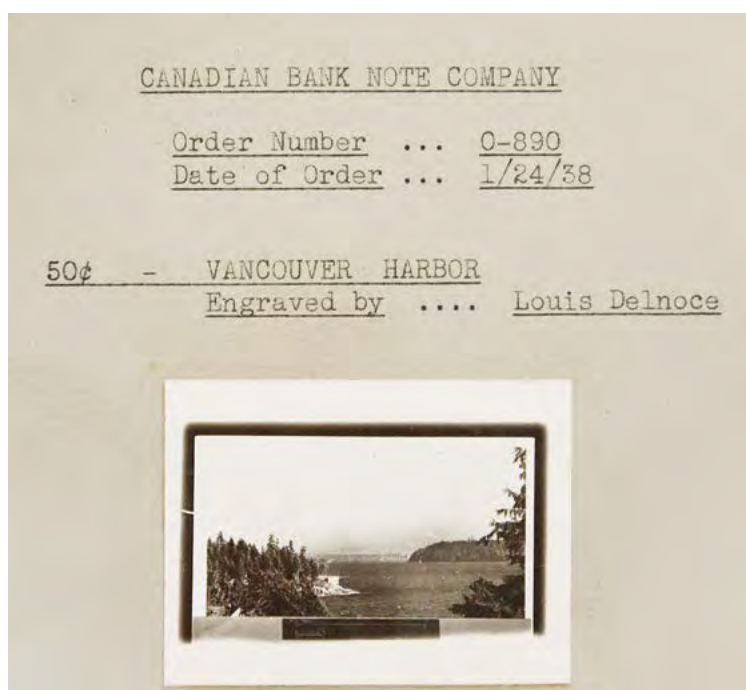 CANADIAN BANK NOTE COMPANY
Order Number ... O-890
Date of Order ... 1/24/38
50¢ - VANCOUVER HARBOR
Engraved by .... Louis Delnoce